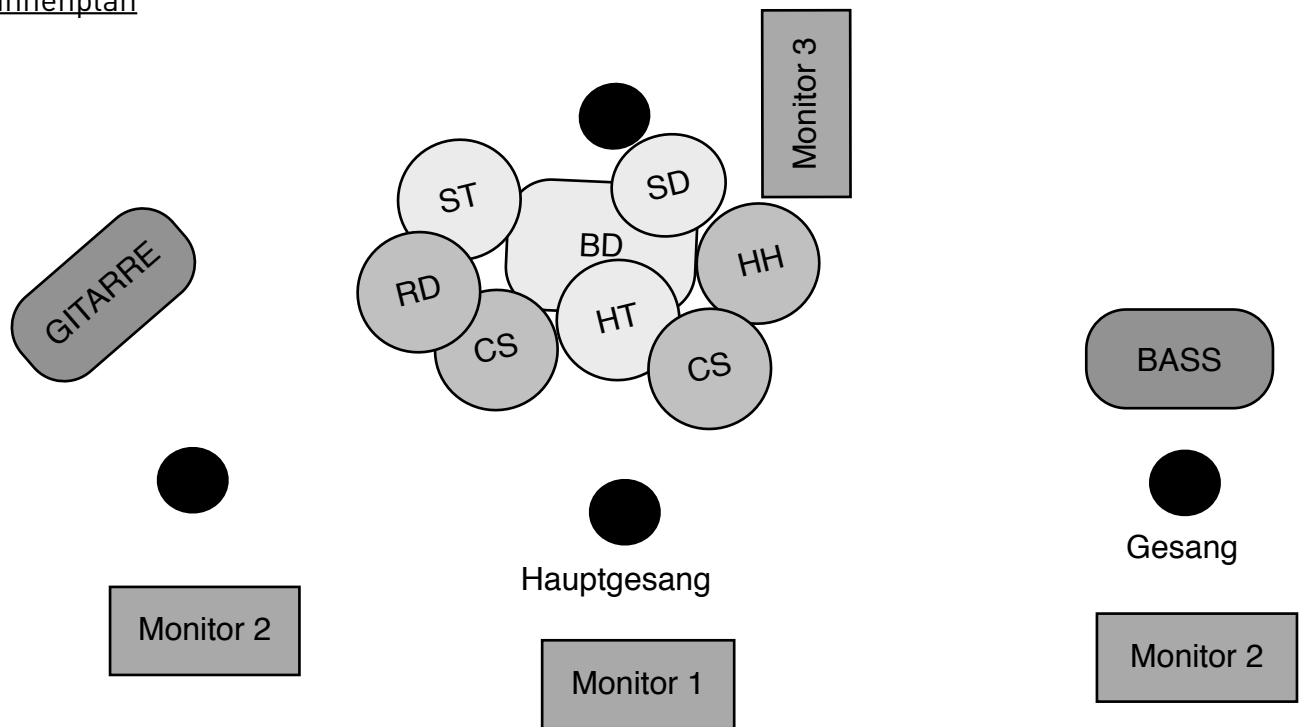 nnenplan
Monitor 3
ST
SD
BD
HH
GITARRE
RD
HT
CS
CS
BASS
Gesang
Hauptgesang
Monitor 2
Monitor 2
Monitor 1